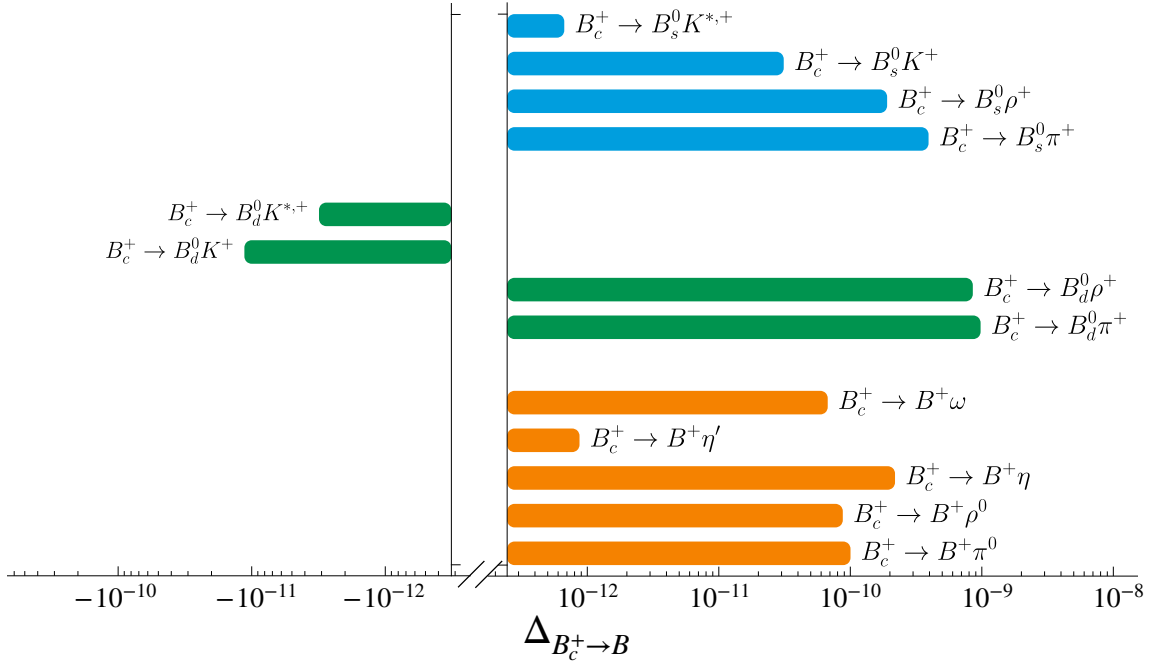 B_c^+ → B_s^0 K^{*,+}
B_c^+ → B_s^0 K^+
B_c^+ → B_s^0 ρ^+
B_c^+ → B_s^0 π^+
B_c^+ → B_d^0 K^{*,+}
B_c^+ → B_d^0 K^+
B_c^+ → B_d^0 ρ^+
B_c^+ → B_d^0 π^+
B_c^+ → B^+ ω
B_c^+ → B^+ η′
B_c^+ → B^+ η
B_c^+ → B^+ ρ^0
B_c^+ → B^+ π^0
−10^{-10} −10^{-11} −10^{-12} 10^{-12} 10^{-11} 10^{-10} 10^{-9} 10^{-8}
Δ_{B_c^+→B}